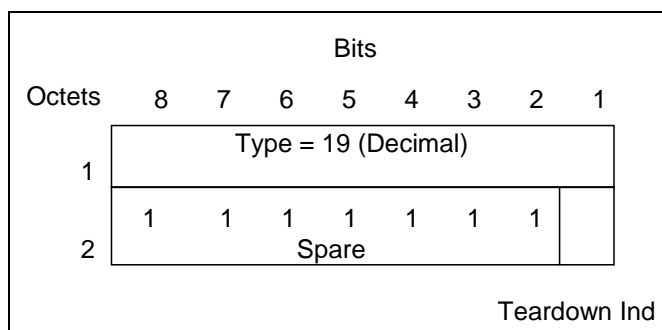 Bits
Octets 8 7 6 5 4 3 2 1
Type = 19 (Decimal)
1
1 1 1 1 1 1 1
2 Spare
Teardown Ind